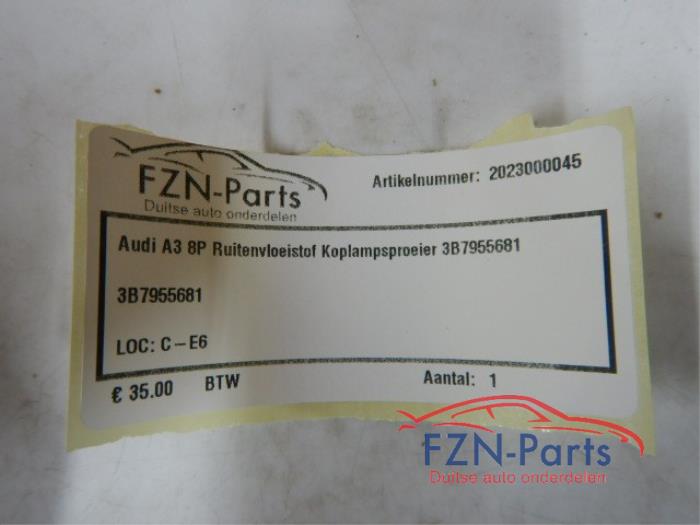 FZN-Parts
Duitse auto onderdelen
Artikelnummer: 2023000045
Audi A3 8P Ruitenvloeistof Koplampsproeier 3B7955681
3B7955681
LOC: C-E6
€ 35.00 BTW Aantal: 1
FZN-Parts
Duitse auto onderdelen